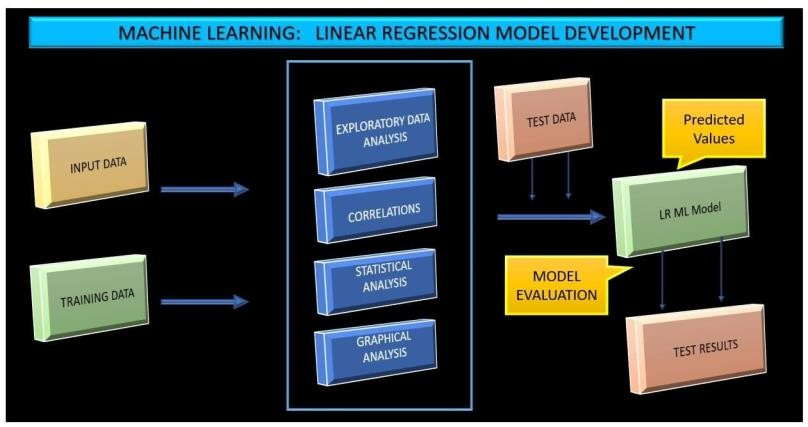 MACHINE LEARNING:   LINEAR REGRESSION MODEL DEVELOPMENT
INPUT DATA
TRAINING DATA
EXPLORATORY DATA
ANALYSIS
CORRELATIONS
STATISTICAL
ANALYSIS
GRAPHICAL
ANALYSIS
TEST DATA
Predicted
Values
LR ML Model
MODEL
EVALUATION
TEST RESULTS